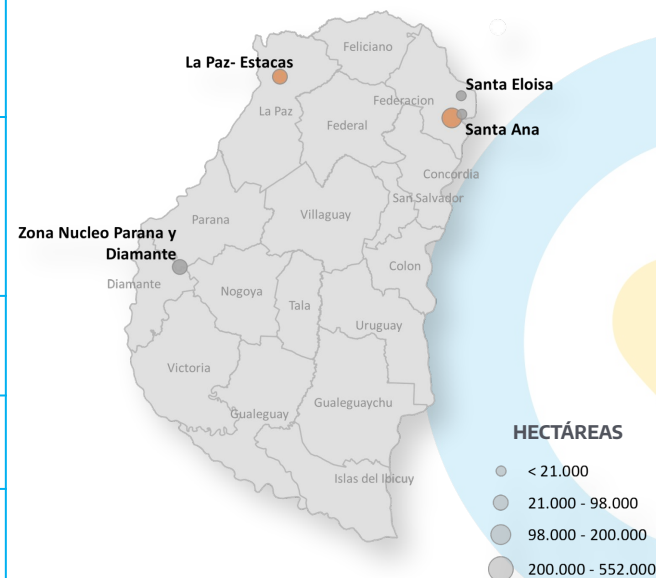 Feliciano
La Paz- Estacas
Santa Eloisa
Federacion
La Paz
Federal
Santa Ana
Concordia
San Salvador
Parana
Villaguay
Zona Nucleo Parana y
Diamante
Colon
Diamante
Nogoya
Tala
Uruguay
Victoria
Gualeguaychu
Gualeguay
Islas del Ibicuy
HECTÁREAS
< 21.000
21.000 - 98.000
98.000 - 200.000
200.000 - 552.000